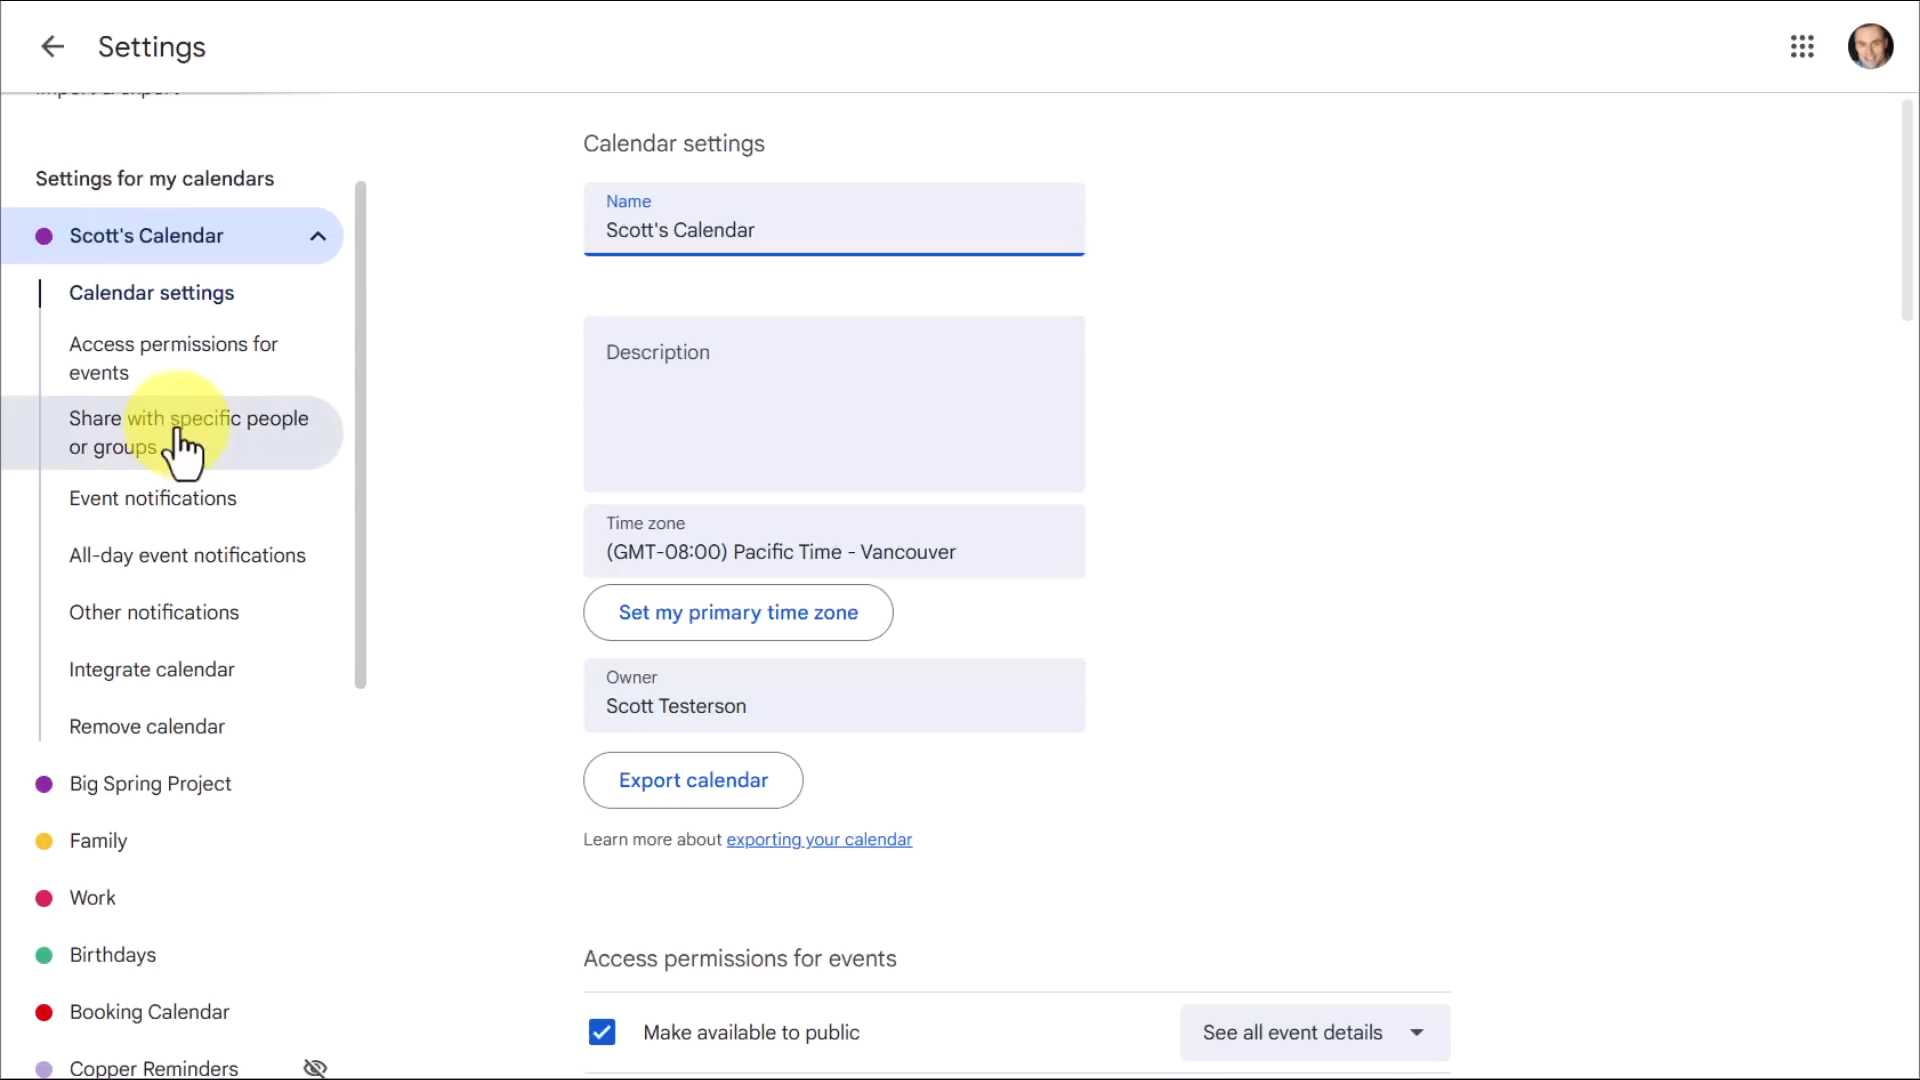 Settings
Import & export
Settings for my calendars
Scott's Calendar
Calendar settings
Access permissions for
events
Share with specific people
or groups
Event notifications
All-day event notifications
Other notifications
Integrate calendar
Remove calendar
Big Spring Project
Family
Work
Birthdays
Booking Calendar
Copper Reminders
Calendar settings
Name
Scott's Calendar
Description
Time zone
(GMT-08:00) Pacific Time - Vancouver
Set my primary time zone
Owner
Scott Testerson
Export calendar
Learn more about exporting your calendar
Access permissions for events
Make available to public
See all event details